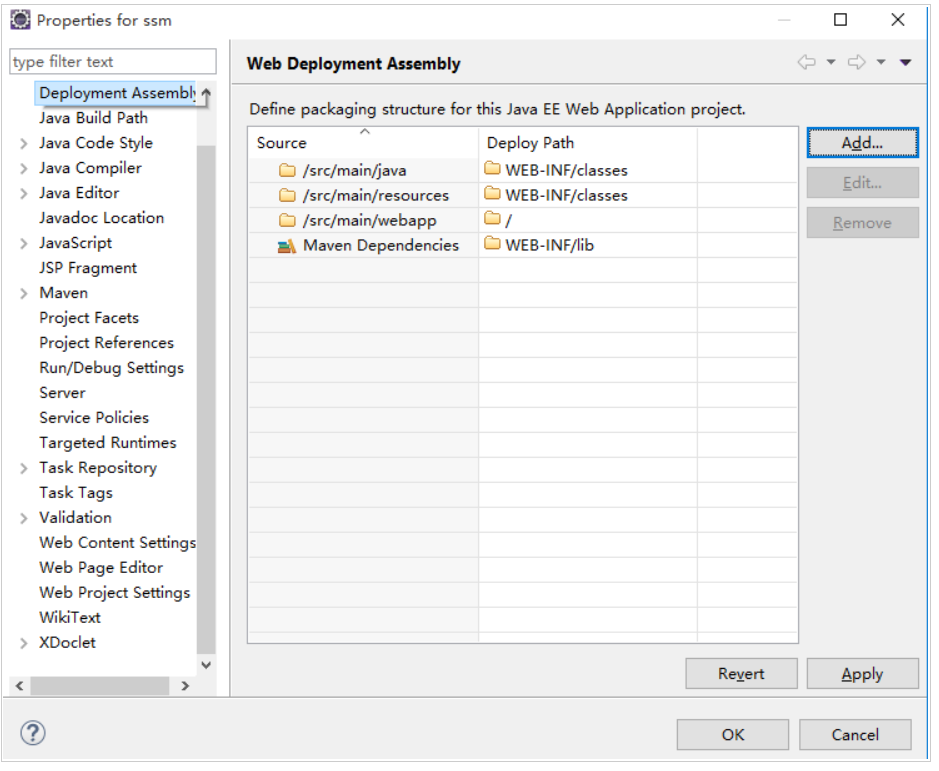 Properties for ssm
type filter text
Deployment Assembly
Java Build Path
Java Code Style
Java Compiler
Java Editor
Javadoc Location
JavaScript
JSP Fragment
Maven
Project Facets
Project References
Run/Debug Settings
Server
Service Policies
Targeted Runtimes
Task Repository
Task Tags
Validation
Web Content Settings
Web Page Editor
Web Project Settings
WikiText
XDoclet
Web Deployment Assembly
Define packaging structure for this Java EE Web Application project.
Source Deploy Path
/src/main/java WEB-INF/classes
/src/main/resources WEB-INF/classes
/src/main/webapp /
Maven Dependencies WEB-INF/lib
Add...
Edit...
Remove
Revert Apply
? OK Cancel